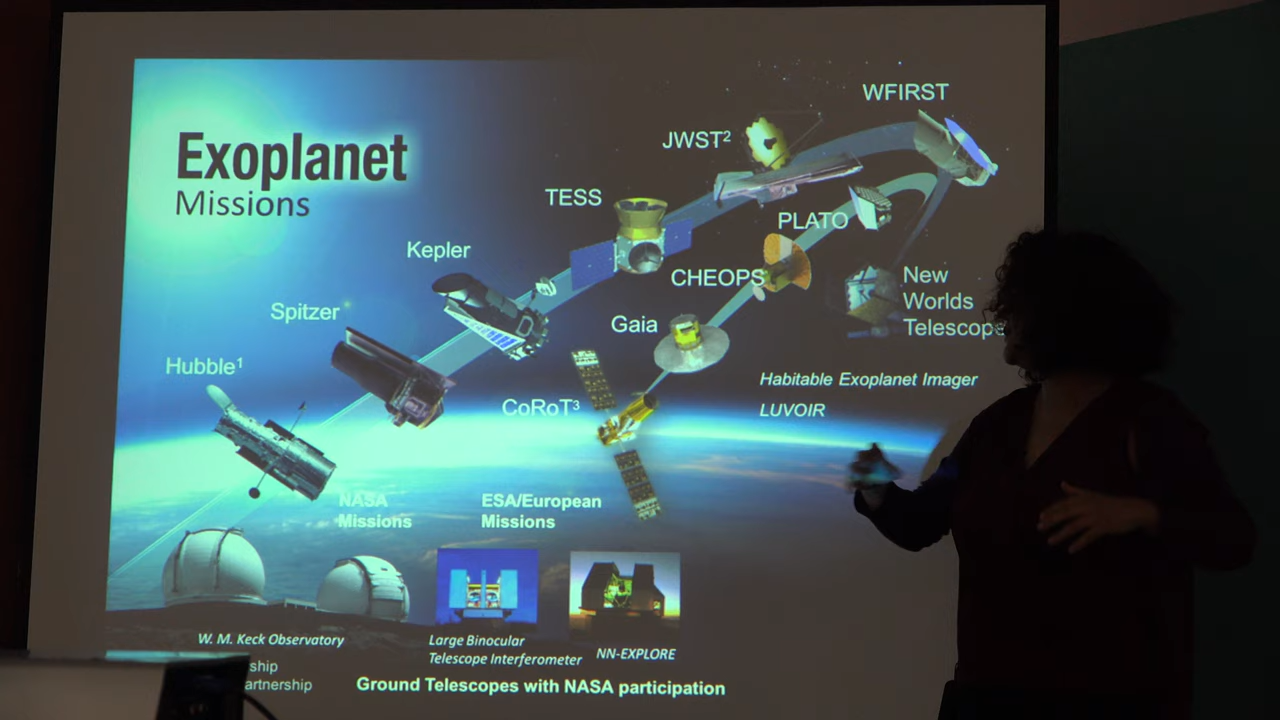 Exoplanet
Missions
WFIRST
JWST²
TESS
PLATO
Kepler
CHEOPS
New
Worlds
Telescope
Spitzer
Gaia
Hubble¹
Habitable Exoplanet Imager
CoRoT³
LUVOIR
NASA
Missions
ESA/European
Missions
W. M. Keck Observatory
Large Binocular
Telescope Interferometer
NN-EXPLORE
Ground Telescopes with NASA participation